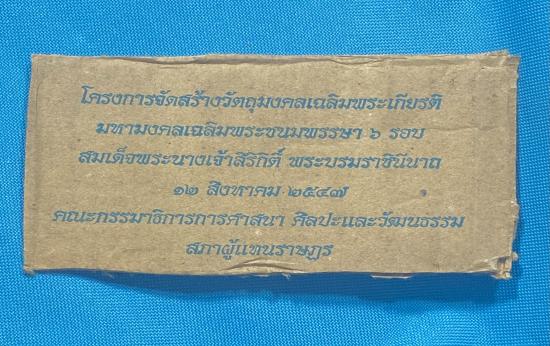 โครงการจัดสร้างวัตถุมงคลเฉลิมพระเกียรติ
มหามงคลเฉลิมพระชนมพรรษา ๖ รอบ
สมเด็จพระนางเจ้าสิริกิติ์ พระบรมราชินีนาถ
๑๒ สิงหาคม ๒๕๔๗
คณะกรรมาธิการการศาสนา ศิลปะและวัฒนธรรม
สภาผู้แทนราษฎร